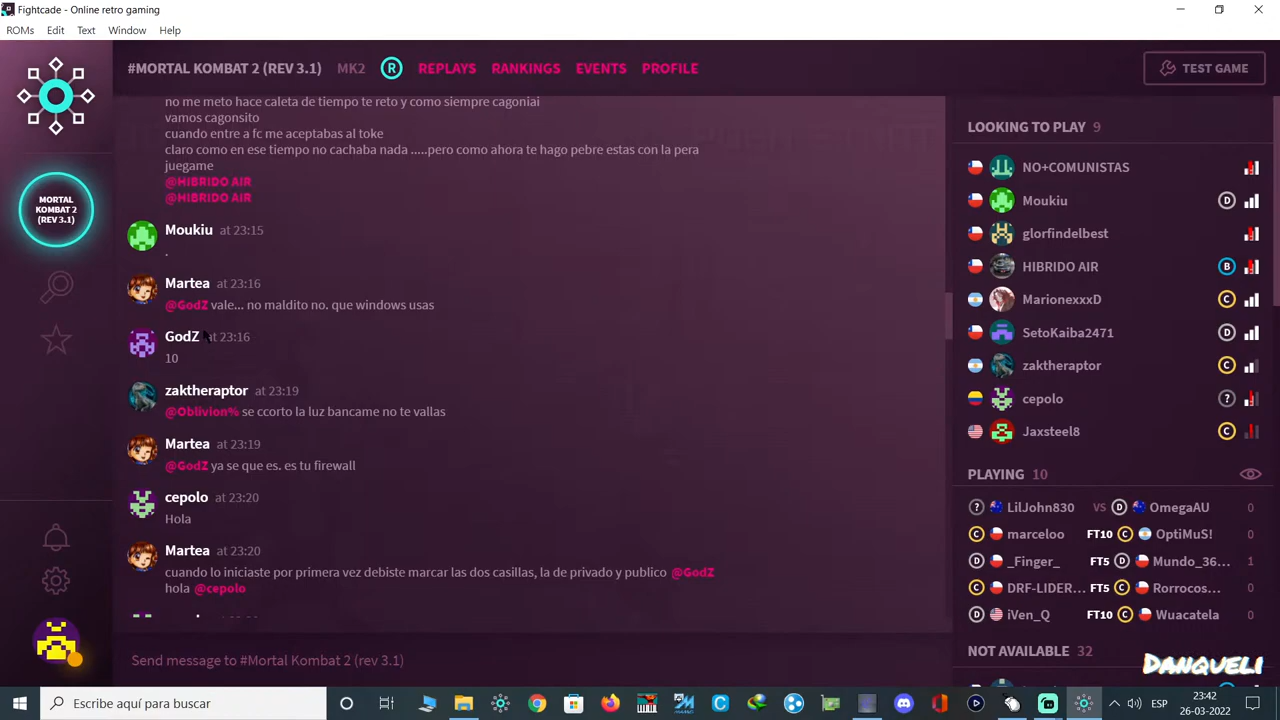 Fightcade - Online retro gaming
ROMs Edit Text Window Help
#MORTAL KOMBAT 2 (REV 3.1) MK2 R REPLAYS RANKINGS EVENTS PROFILE
TEST GAME
MORTAL
KOMBAT 2
(REV 3.1)
no me meto hace caleta de tiempo te reto y como siempre cagoniai
vamos cagonsito
cuando entre a fc me aceptabas al toke
claro como en ese tiempo no cachaba nada .....pero como ahora te hago pebre estas con la pera
juegame
@HIBRIDO AIR
@HIBRIDO AIR
Moukiu at 23:15
.
Martea at 23:16
@GodZ vale... no maldito no. que windows usas
GodZ at 23:16
10
zaktheraptor at 23:19
@Oblivion% se ccorto la luz bancame no te vallas
Martea at 23:19
@GodZ ya se que es. es tu firewall
cepolo at 23:20
Hola
Martea at 23:20
cuando lo iniciaste por primera vez debiste marcar las dos casillas, la de privado y publico @GodZ
hola @cepolo
Send message to #Mortal Kombat 2 (rev 3.1)
LOOKING TO PLAY 9
NO+COMUNISTAS
Moukiu D
glorfindelbest
HIBRIDO AIR B
MarionexxxD C
SetoKaiba2471 D
zaktheraptor C
cepolo ?
Jaxsteel8 C
PLAYING 10
? LilJohn830 VS D OmegaAU 0
C marceloo FT10 C OptiMuS! 0
D _Finger_ FT5 D Mundo_36... 1
C DRF-LIDER... FT5 C Rorrocos... 0
D iVen_Q FT10 C Wuacatela 0
NOT AVAILABLE 32
DANQUELI
Escribe aquí para buscar
ESP
23:42
26-03-2022